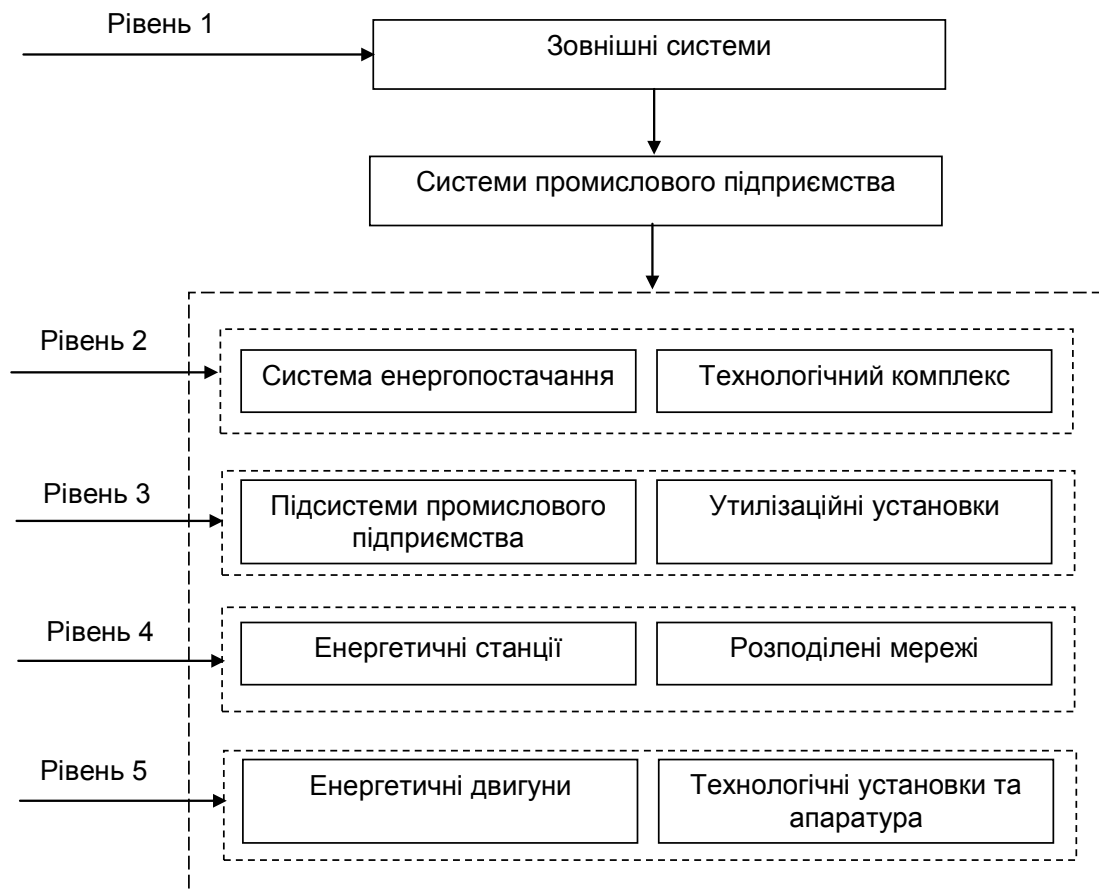 Рівень 1
Зовнішні системи
Системи промислового підприємства
Рівень 2
Система енергопостачання
Технологічний комплекс
Рівень 3
Підсистеми промислового
підприємства
Утилізаційні установки
Рівень 4
Енергетичні станції
Розподілені мережі
Рівень 5
Енергетичні двигуни
Технологічні установки та
апаратура